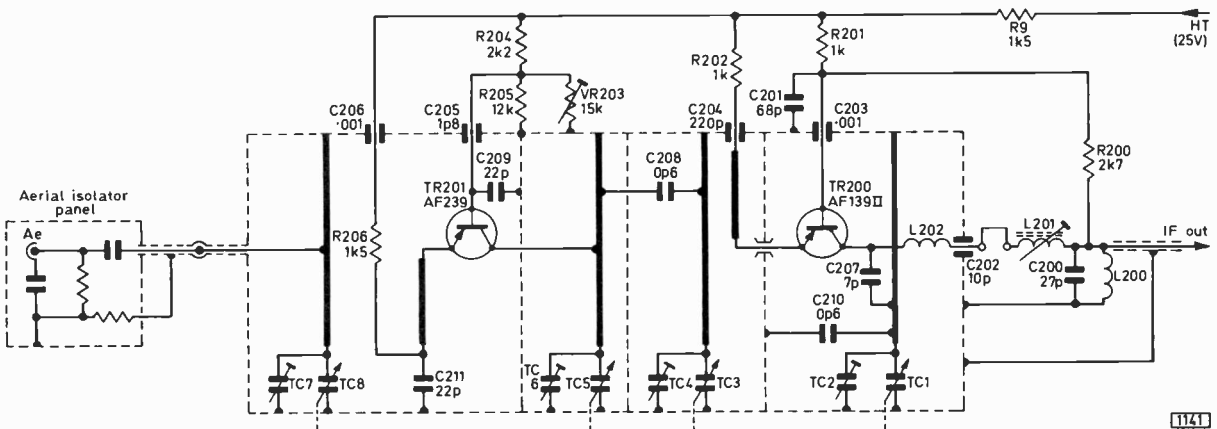 R204
2k2
R201
1k
R9
1k5
HT
(25V)
R202
1k
R205
12k
VR203
15k
C201
68p
C206
·001
C205
1p8
C204
220p
C203
·001
R200
2k7
C209
22p
C208
0p6
TR201
AF239
TR200
AF139II
Aerial isolator
panel
Ae
R206
1k5
L202
L201
IF out
C207
7p
C202
10p
C200
27p
L200
C210
0p6
TC7
TC8
C211
22p
TC
6
TC5
TC4
TC3
TC2
TC1
1141